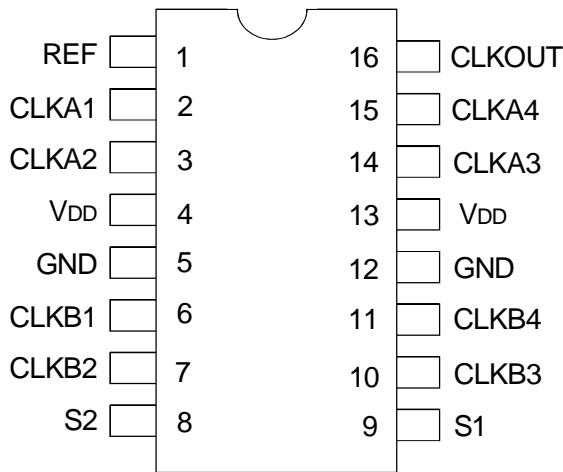 REF 1 16 CLKOUT
CLKA1 2 15 CLKA4
CLKA2 3 14 CLKA3
VDD 4 13 VDD
GND 5 12 GND
CLKB1 6 11 CLKB4
CLKB2 7 10 CLKB3
S2 8 9 S1